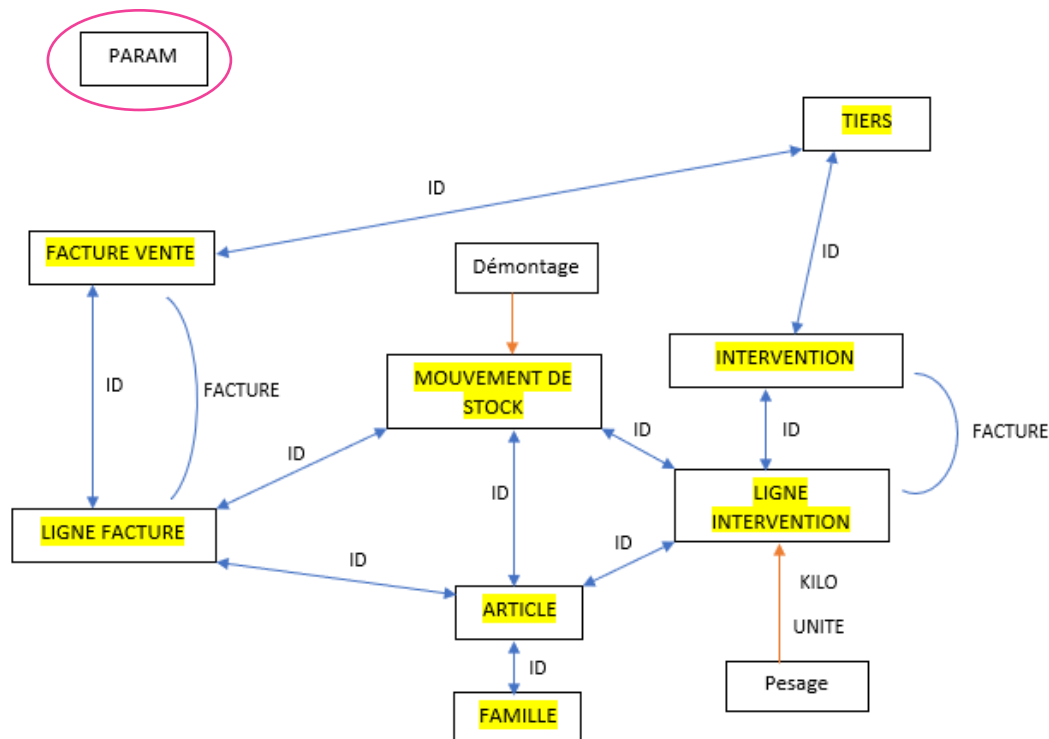 PARAM
TIERS
ID
FACTURE VENTE
ID
Démontage
INTERVENTION
MOUVEMENT DE
STOCK
ID
FACTURE
ID
FACTURE
ID
ID
ID
LIGNE
INTERVENTION
LIGNE FACTURE
ID
ID
KILO
ARTICLE
UNITE
ID
Pesage
FAMILLE